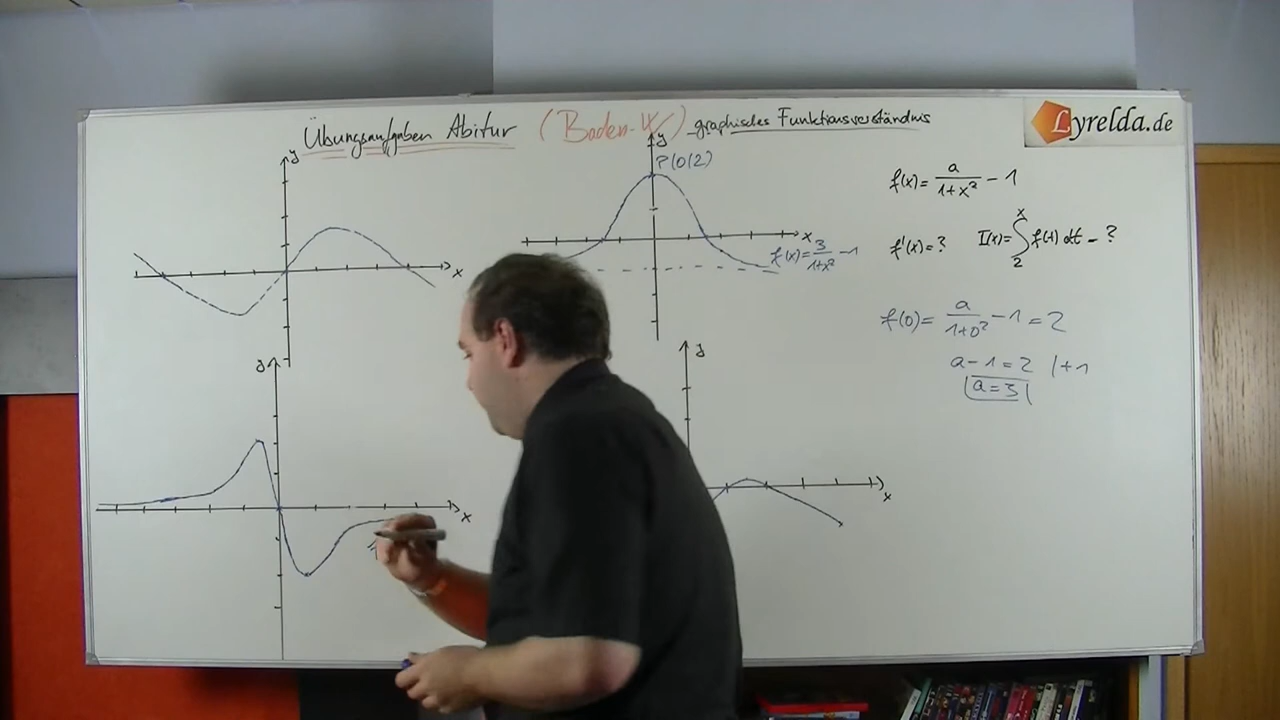 Übungsaufgaben Abitur (Baden-W) graphisches Funktionsverständnis
Lyrelda.de
y
x
y
P(0|2)
x
f(x)=3/(1+x²)-1
y
x
y
x
f(x)= a/(1+x²) - 1
f'(x)=? I(x)=∫₂ˣ f(t) dt = ?
f(0)= a/(1+0²) - 1 = 2
a-1=2 |+1
a=3